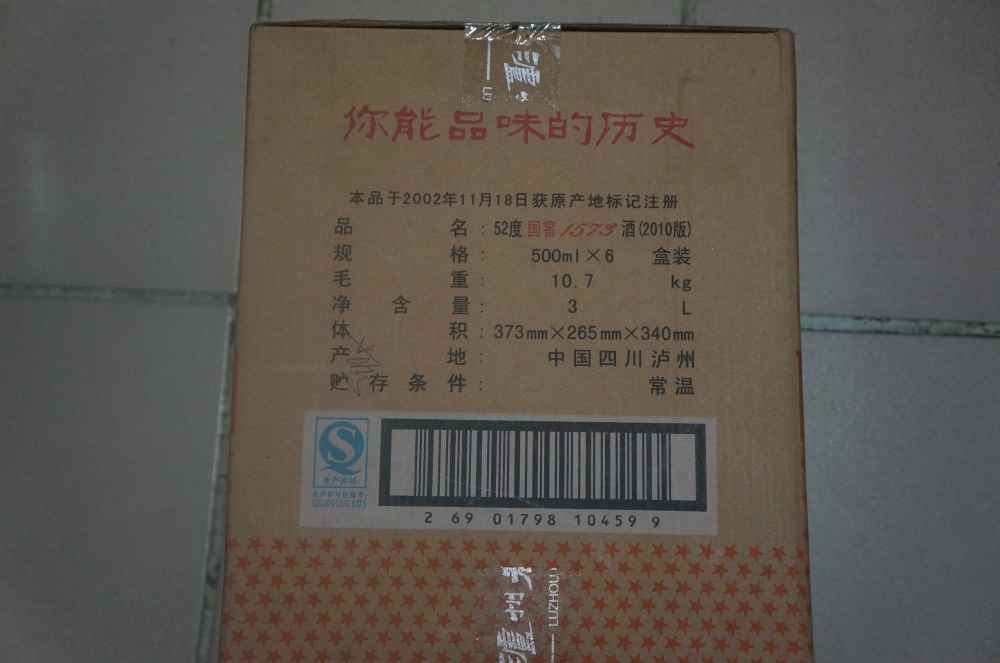 你能品味的历史
本品于2002年11月18日获原产地标记注册
品 名：52度 国窖1573 酒(2010版)
规 格： 500ml×6 盒装
毛 重： 10.7 kg
净 含 量： 3 L
体 积：373mm×265mm×340mm
产 地： 中国四川泸州
贮 存 条 件： 常温
生产许可
2 69 01798 10459 9
LUZHOU